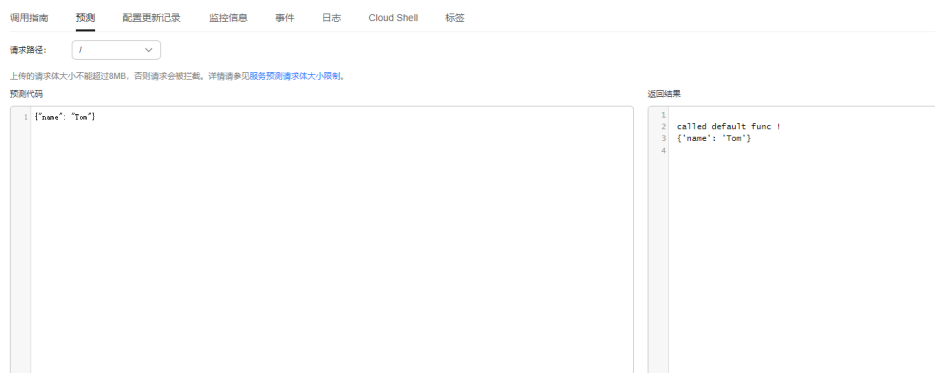 调用指南 预测 配置更新记录 监控信息 事件 日志 Cloud Shell 标签
请求路径： /
上传的请求体大小不能超过8MB，否则请求会被拦截。详情请参见服务预测请求体大小限制。
预测代码 返回结果
1 {"name": "Tom"}
1
2 called default func !
3 {'name': 'Tom'}
4